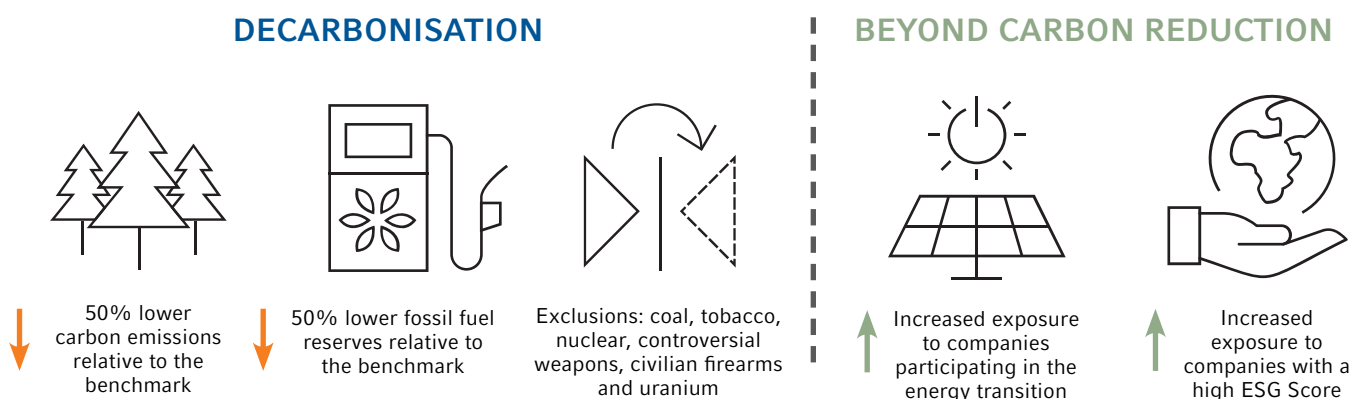 DECARBONISATION
50% lower
carbon emissions
relative to the
benchmark
50% lower fossil fuel
reserves relative to
the benchmark
Exclusions: coal, tobacco,
nuclear, controversial
weapons, civilian firearms
and uranium
BEYOND CARBON REDUCTION
Increased exposure
to companies
participating in the
energy transition
Increased
exposure to
companies with a
high ESG Score